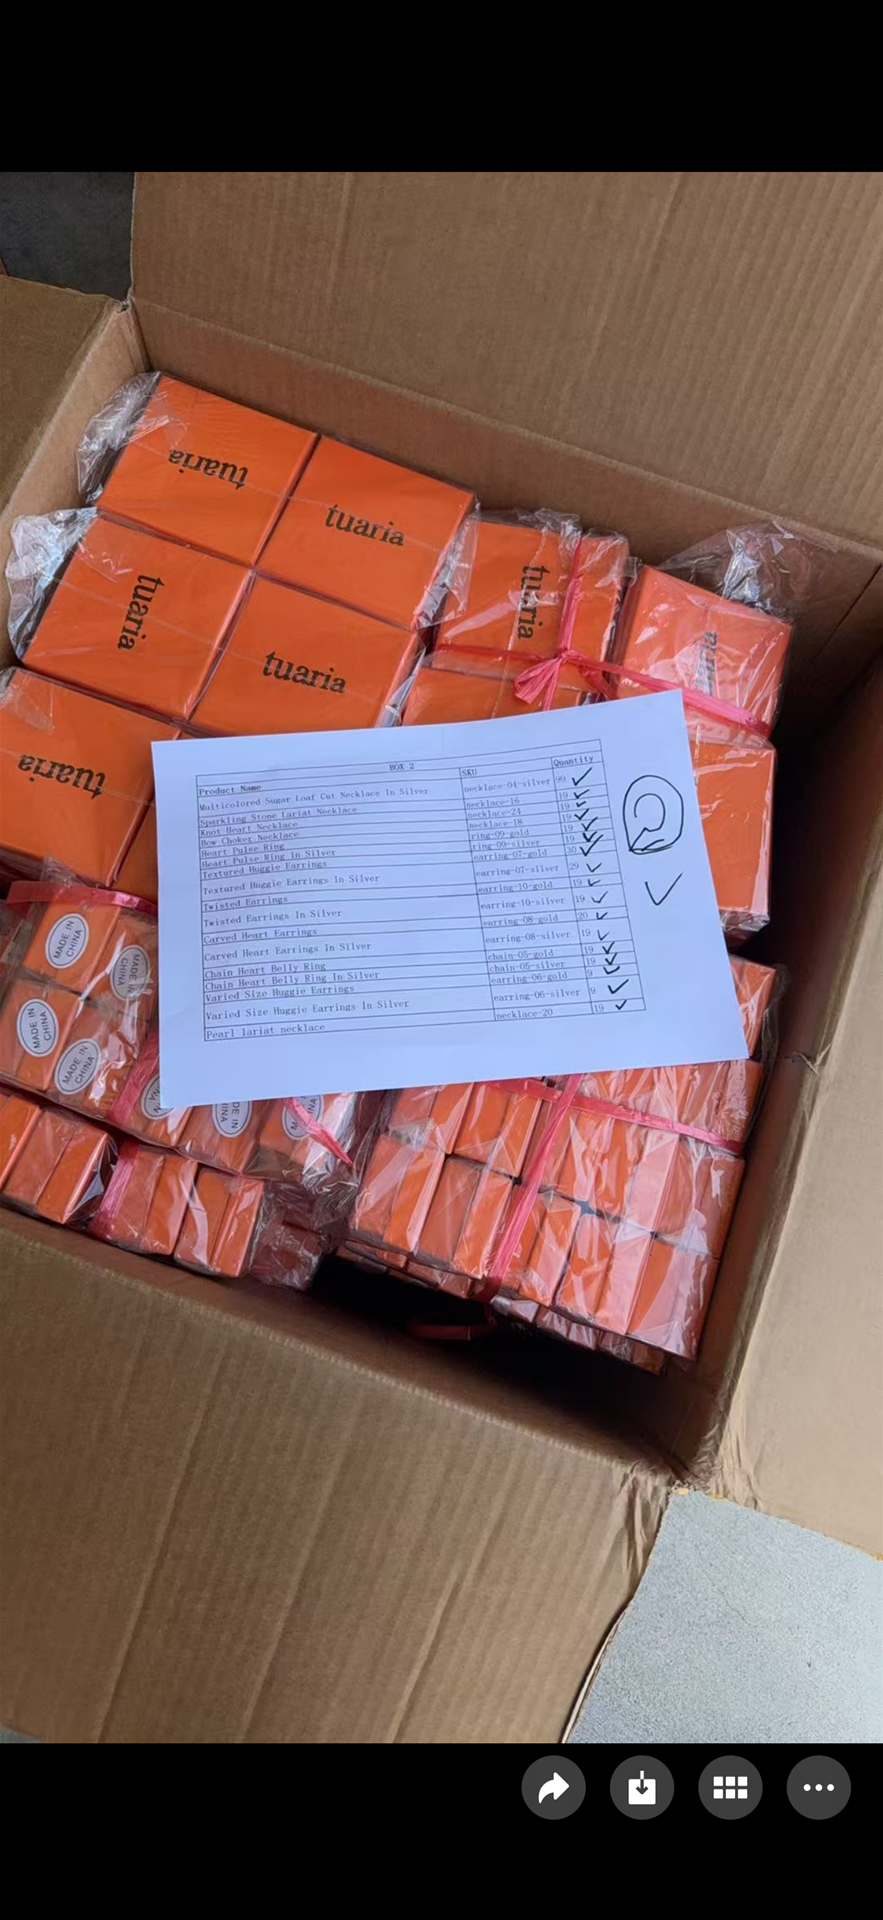 tuaria
tuaria
tuaria
tuaria
tuaria
tuaria
BOX 2
Product Name SKU Quantity
Multicolored Sugar Loaf Cut Necklace In Silver necklace-04-silver 99
Sparkling Stone Lariat Necklace necklace-16 19
Knot Heart Necklace necklace-24 19
Bow Choker Necklace necklace-18 19
Heart Pulse Ring ring-09-gold 19
Heart Pulse Ring In Silver ring-09-silver 19
Textured Huggie Earrings earring-07-gold 30
Textured Huggie Earrings In Silver earring-07-silver 29
Twisted Earrings earring-10-gold 19
Twisted Earrings In Silver earring-10-silver 19
Carved Heart Earrings earring-08-gold 20
Carved Heart Earrings In Silver earring-08-silver 19
Chain Heart Belly Ring chain-05-gold 19
Chain Heart Belly Ring In Silver chain-05-silver 19
Varied Size Huggie Earrings earring-06-gold 9
Varied Size Huggie Earrings In Silver earring-06-silver 9
Pearl lariat necklace necklace-20 19
MADE IN
CHINA
MADE IN
CHINA
MADE IN
CHINA
MADE IN
CHINA